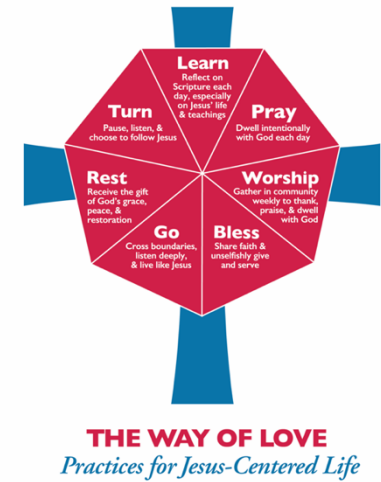 Learn
Reflect on
Scripture each
day, especially
on Jesus' life
& teachings
Turn
Pause, listen, &
choose to follow Jesus
Pray
Dwell intentionally
with God each day
Rest
Receive the gift
of God's grace,
peace, &
restoration
Worship
Gather in community
weekly to thank,
praise, & dwell
with God
Go
Cross boundaries,
listen deeply,
& live like Jesus
Bless
Share faith &
unselfishly give
and serve
THE WAY OF LOVE
Practices for Jesus-Centered Life